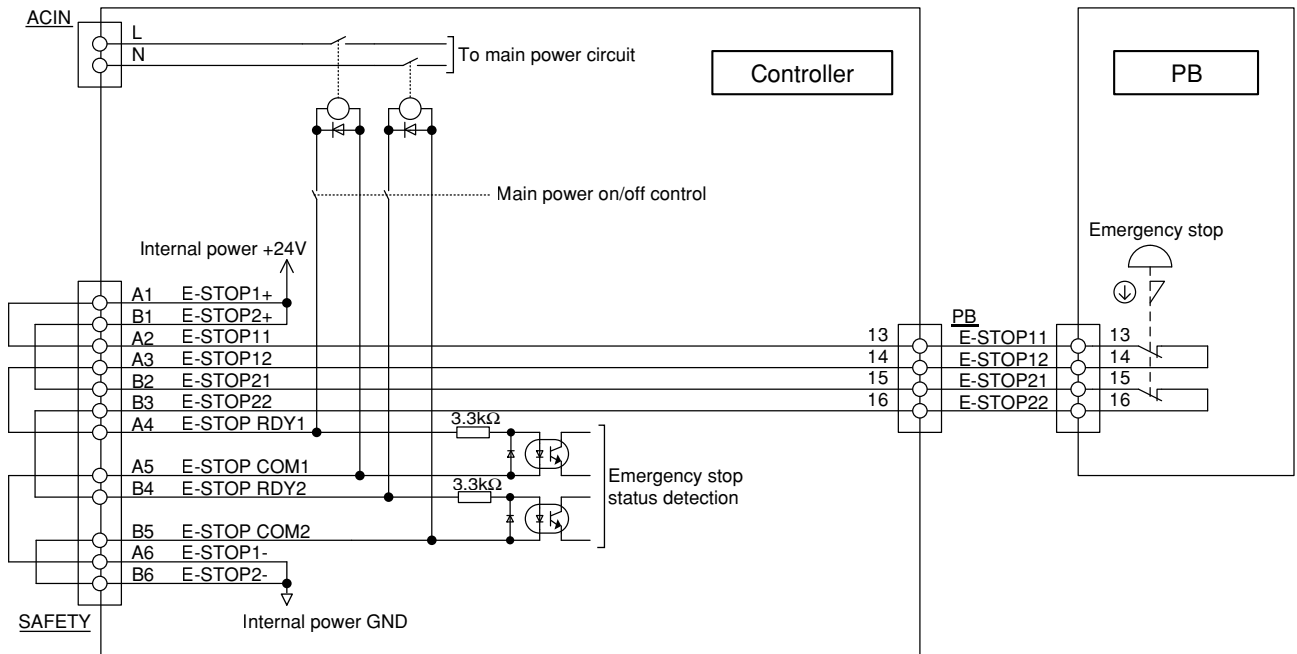 ACIN
L
N
To main power circuit
Controller
PB
Main power on/off control
Internal power +24V
Emergency stop
A1 E-STOP1+
B1 E-STOP2+
A2 E-STOP11
A3 E-STOP12
B2 E-STOP21
B3 E-STOP22
A4 E-STOP RDY1
A5 E-STOP COM1
B4 E-STOP RDY2
B5 E-STOP COM2
A6 E-STOP1-
B6 E-STOP2-
SAFETY
Internal power GND
3.3kΩ
3.3kΩ
Emergency stop
status detection
PB
13 E-STOP11 13
14 E-STOP12 14
15 E-STOP21 15
16 E-STOP22 16